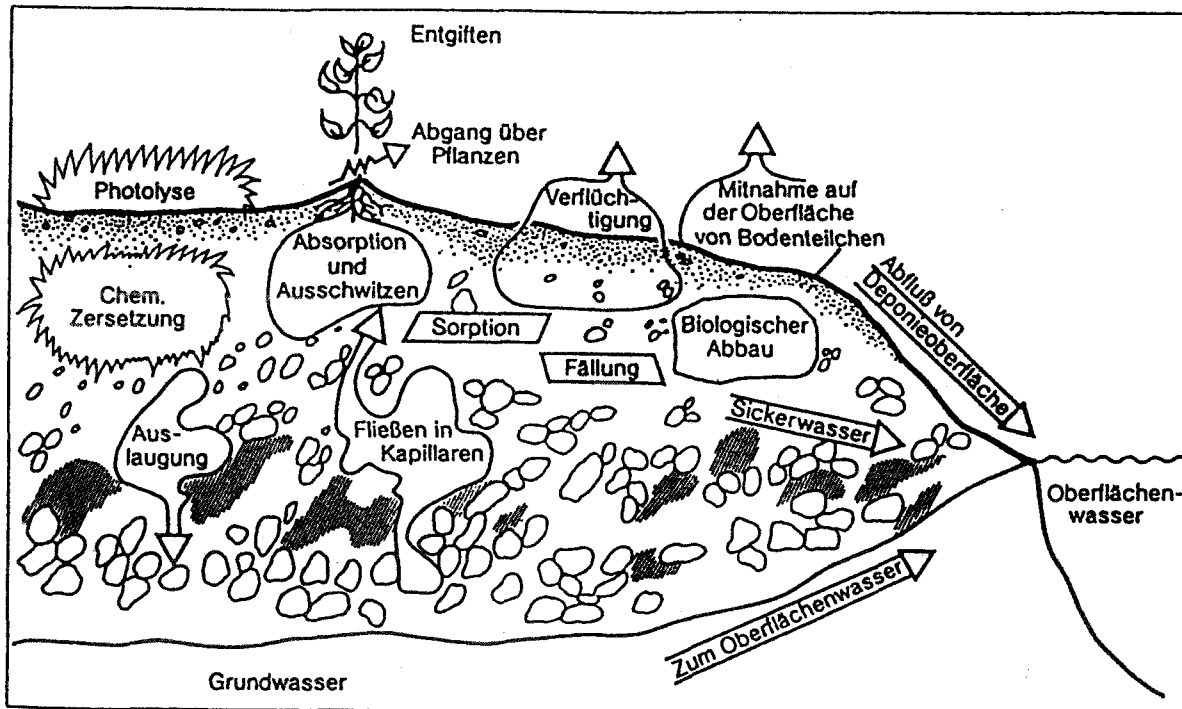 Entgiften
Abgang über
Pflanzen
Photolyse
Verflüch-
tigung
Mitnahme auf
der Oberfläche
von Bodenteilchen
Absorption
und
Ausschwitzen
Chem.
Zersetzung
Sorption
Fällung
Biologischer
Abbau
Abfluß von
Deponieoberfläche
Aus-
laugung
Fließen in
Kapillaren
Sickerwasser
Oberflächen-
wasser
Zum Oberflächenwasser
Grundwasser